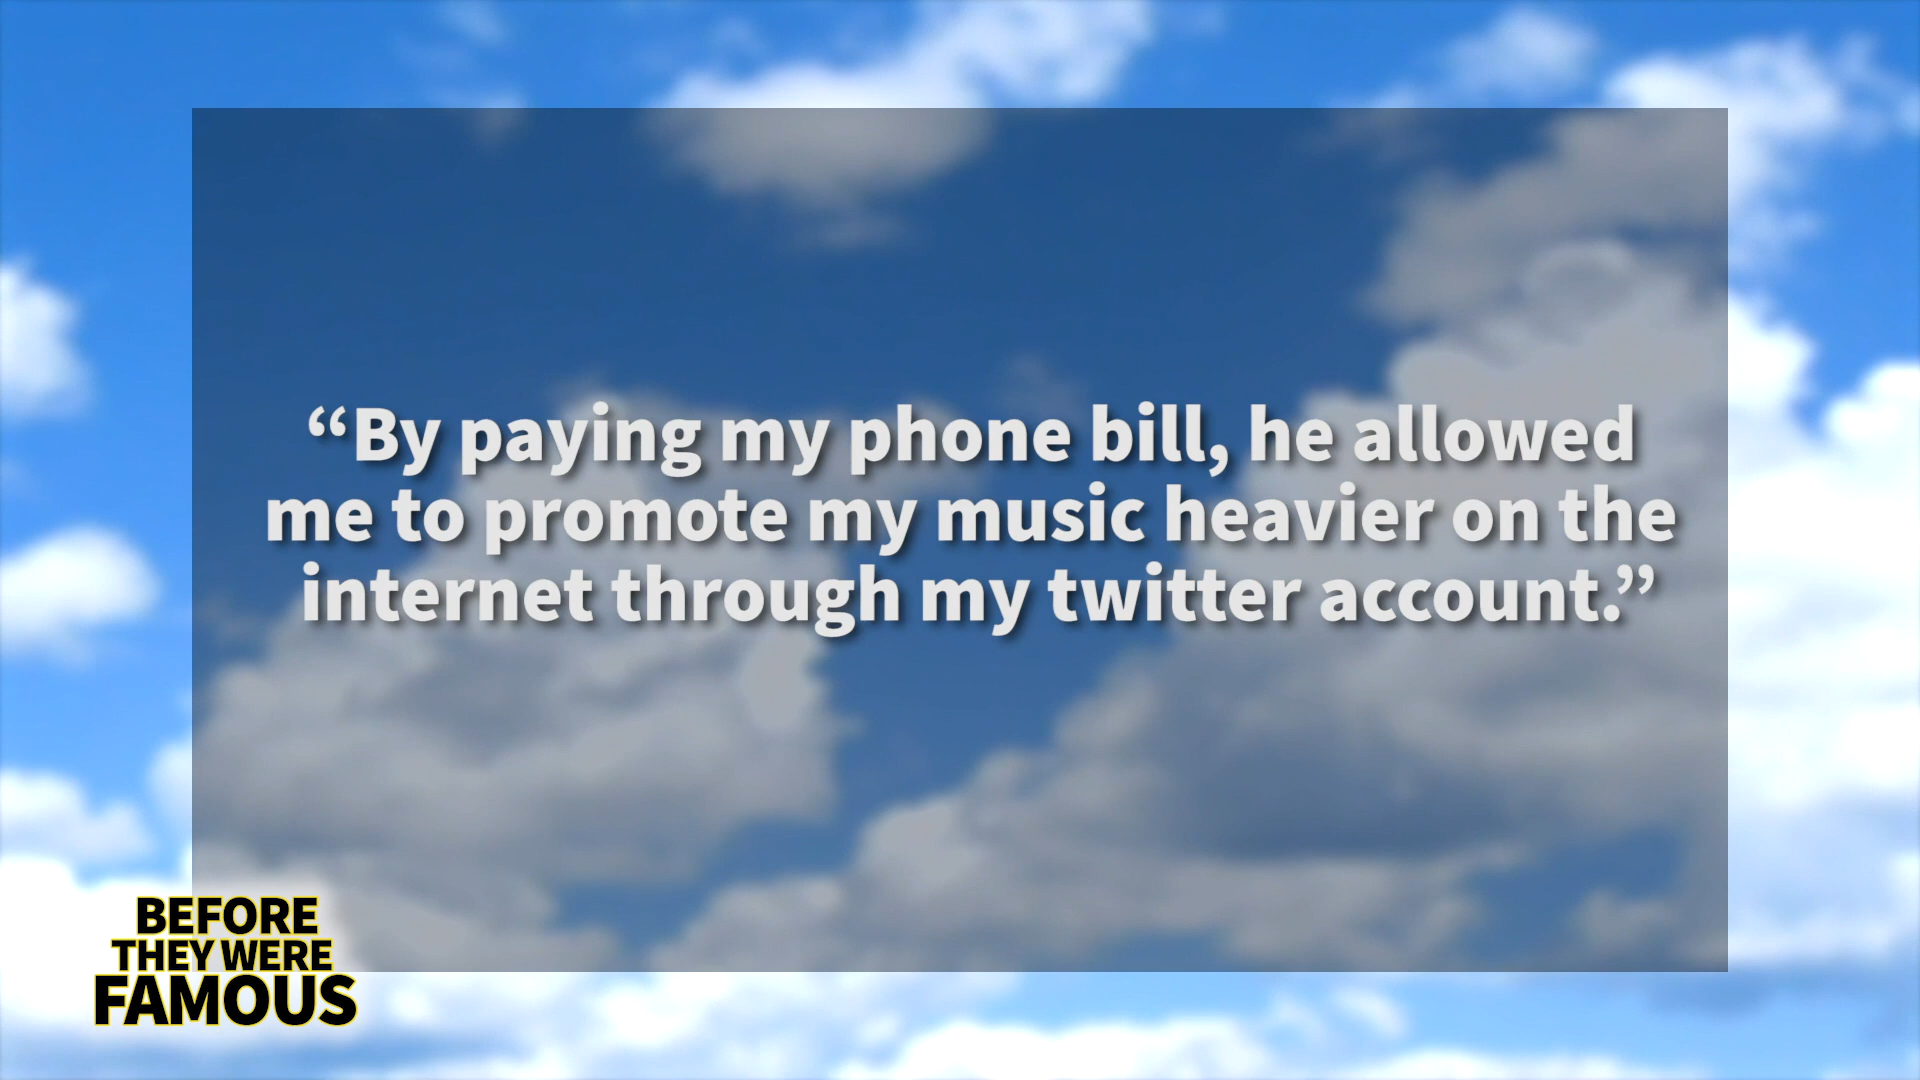 “By paying my phone bill, he allowed
me to promote my music heavier on the
internet through my twitter account.”
BEFORE
THEY WERE
FAMOUS